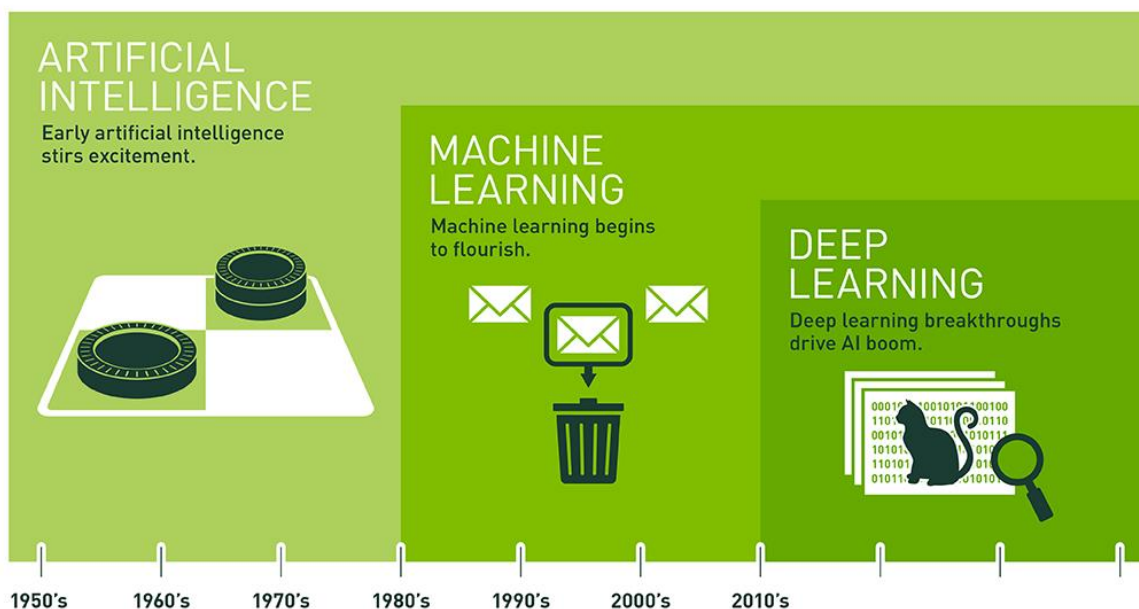 ARTIFICIAL
INTELLIGENCE
Early artificial intelligence
stirs excitement.
MACHINE
LEARNING
Machine learning begins
to flourish.
DEEP
LEARNING
Deep learning breakthroughs
drive AI boom.
1950's 1960's 1970's 1980's 1990's 2000's 2010's